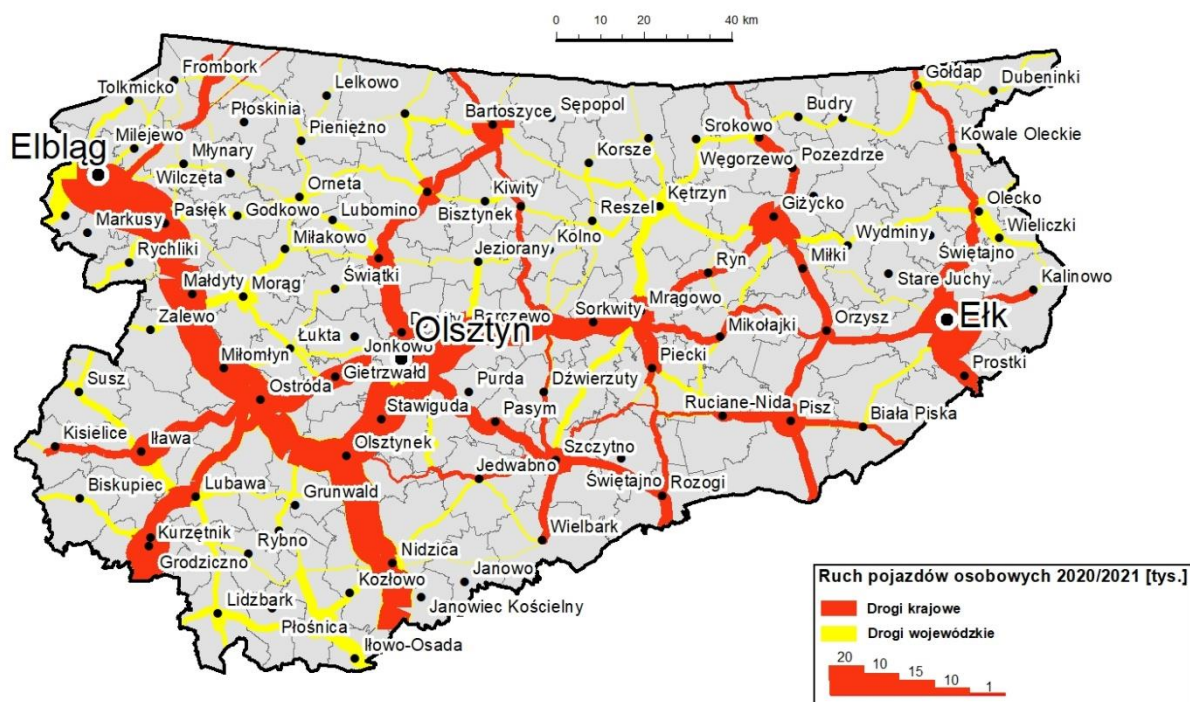 0 10 20 40 km
Frombork
Lelkowo
Gołdap
Dubeninki
Tolkmicko
Płoskinia
Bartoszyce
Sępopol
Budry
Milejewo
Pieniężno
Srokowo
Kowale Oleckie
Elbląg
Młynary
Korsze
Węgorzewo
Pozezdrze
Wilczęta
Orneta
Kiwity
Kętrzyn
Olecko
Markusy
Pasłęk
Godkowo
Lubomino
Bisztynek
Reszel
Giżycko
Wieliczki
Rychliki
Miłakowo
Jeziorany
Kolno
Wydminy
Świętajno
Świątki
Ryn
Miłki
Stare Juchy
Kalinowo
Małdyty
Morąg
Sorkwity
Mrągowo
Zalewo
Łukta
Olsztyn
Barczewo
Mikołajki
Orzysz
Ełk
Jonkowo
Miłomłyn
Gietrzwałd
Purda
Dźwierzuty
Piecki
Prostki
Susz
Ostróda
Stawiguda
Pasym
Ruciane-Nida
Pisz
Biała Piska
Kisielice
Iława
Olsztynek
Szczytno
Jedwabno
Świętajno
Rozogi
Biskupiec
Lubawa
Grunwald
Wielbark
Kurzętnik
Rybno
Nidzica
Grodziczno
Kozłowo
Janowo
Lidzbark
Janowiec Kościelny
Płośnica
Iłowo-Osada
Ruch pojazdów osobowych 2020/2021 [tys.]
Drogi krajowe
Drogi wojewódzkie
20 10 15 10 1